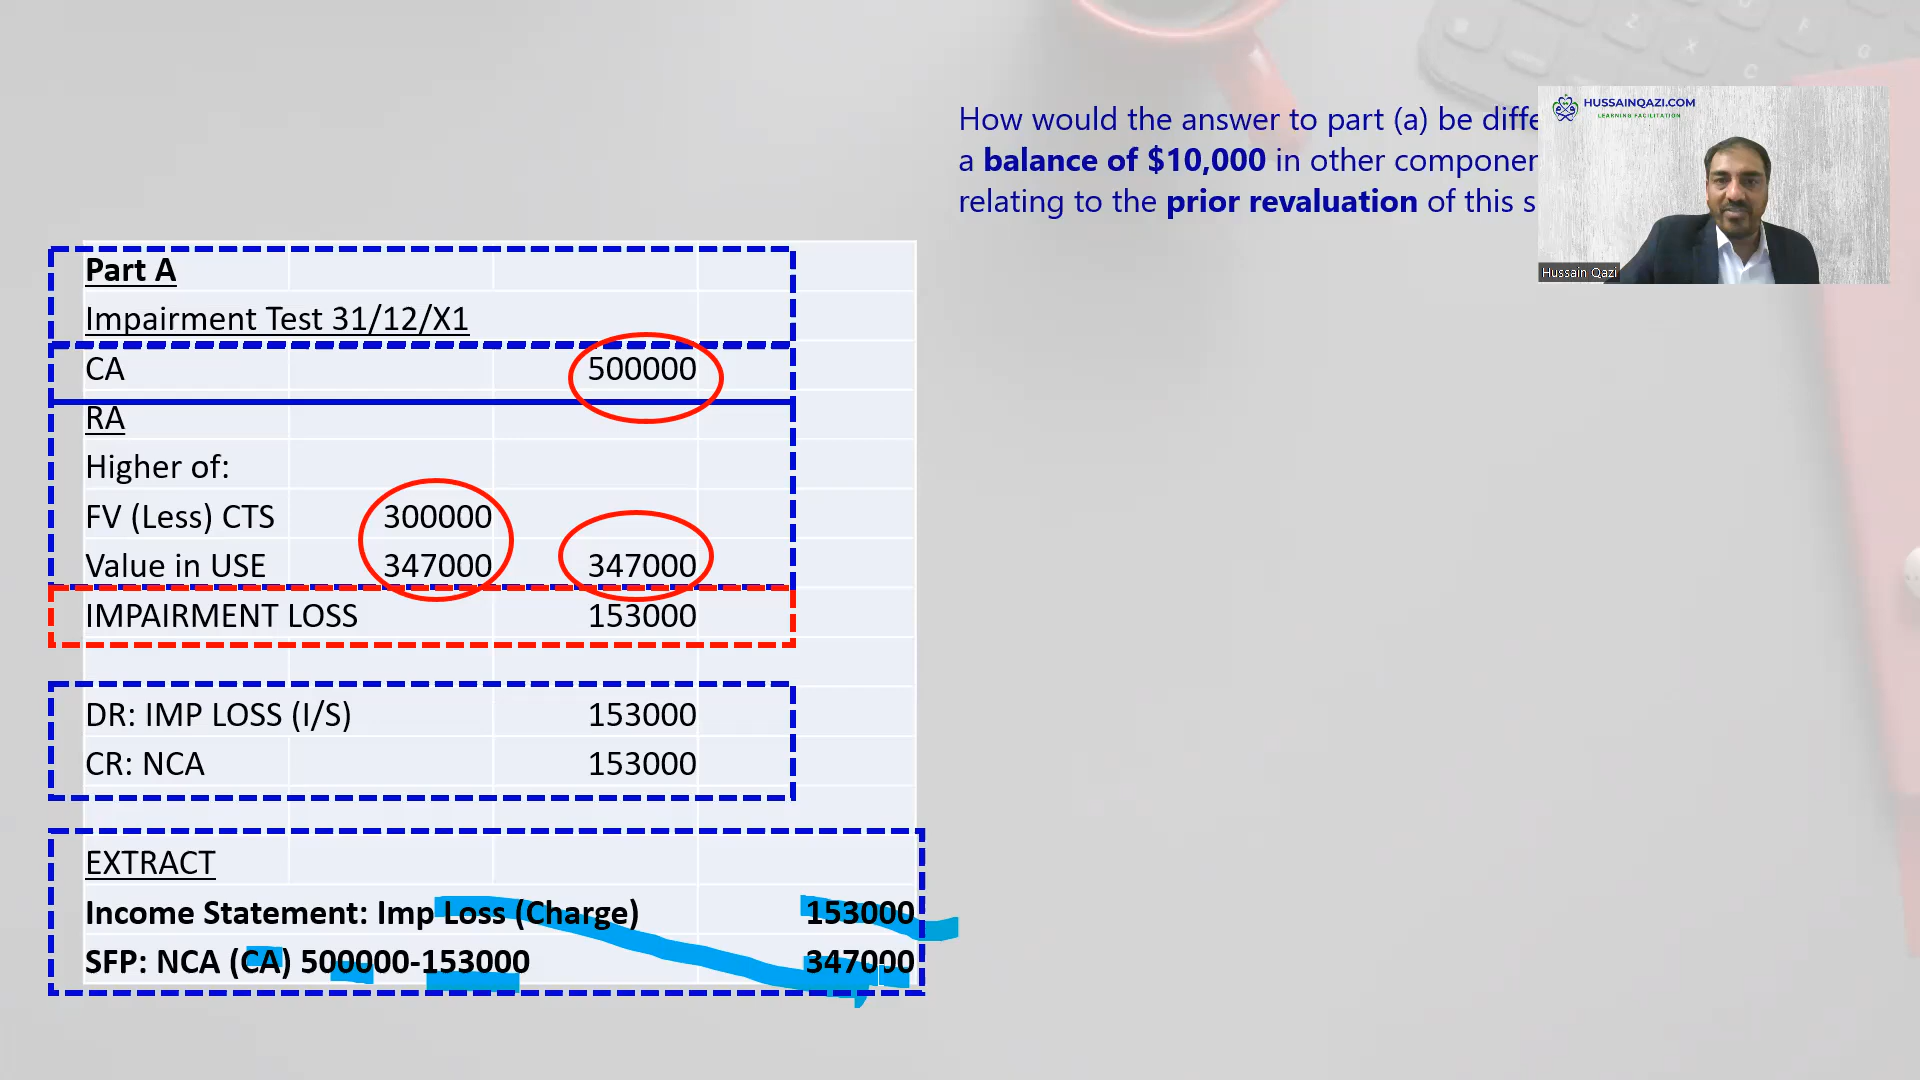 How would the answer to part (a) be diffe
a balance of $10,000 in other componen
relating to the prior revaluation of this s
HUSSAINQAZI.COM
LEARNING FACILITATION
Hussain Qazi
Part A
Impairment Test 31/12/X1
CA 500000
RA
Higher of:
FV (Less) CTS 300000
Value in USE 347000 347000
IMPAIRMENT LOSS 153000
DR: IMP LOSS (I/S) 153000
CR: NCA 153000
EXTRACT
Income Statement: Imp Loss (Charge) 153000
SFP: NCA (CA) 500000-153000 347000